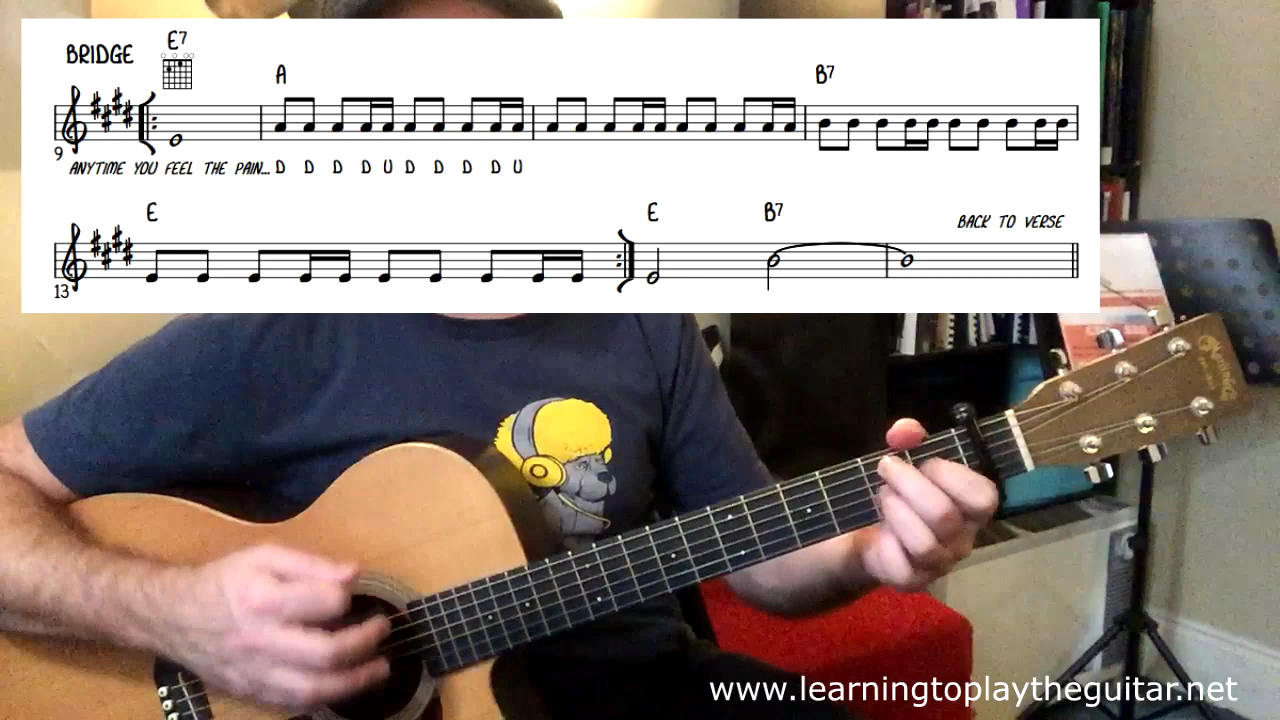 BRIDGE E7
A B7
9
ANYTIME YOU FEEL THE PAIN... D D D D U D D D D U
E E B7 BACK TO VERSE
13
www.learningtoplaytheguitar.net